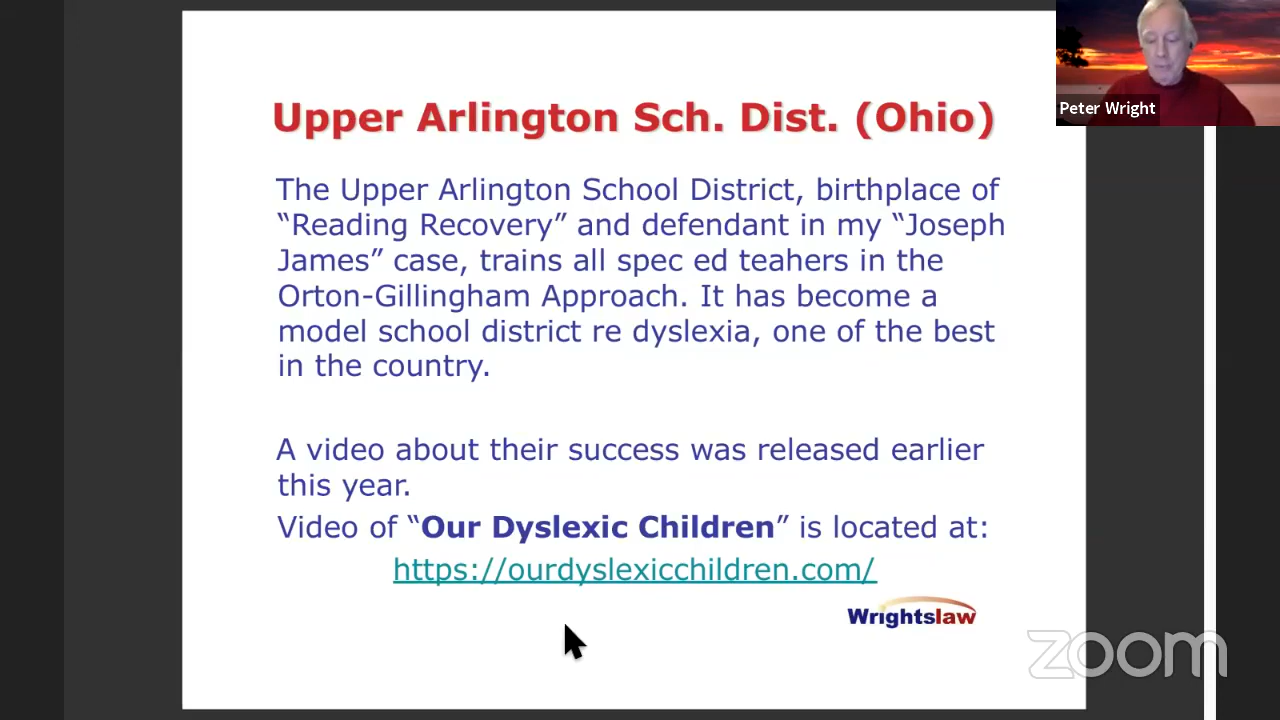 Upper Arlington Sch. Dist. (Ohio)
Peter Wright
The Upper Arlington School District, birthplace of
“Reading Recovery” and defendant in my “Joseph
James” case, trains all spec ed teahers in the
Orton-Gillingham Approach. It has become a
model school district re dyslexia, one of the best
in the country.
A video about their success was released earlier
this year.
Video of “Our Dyslexic Children” is located at:
https://ourdyslexicchildren.com/
Wrightslaw
zoom